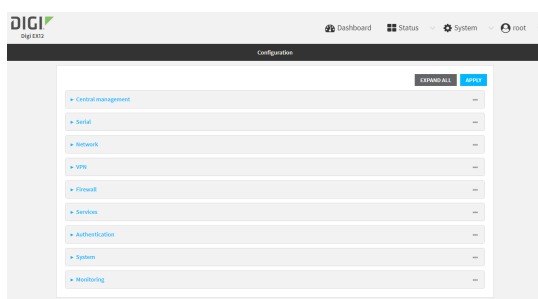 DIGI
Digi EX12
Dashboard
Status
System
root
Configuration
EXPAND ALL
APPLY
Central management
Serial
Network
VPN
Firewall
Services
Authentication
System
Monitoring